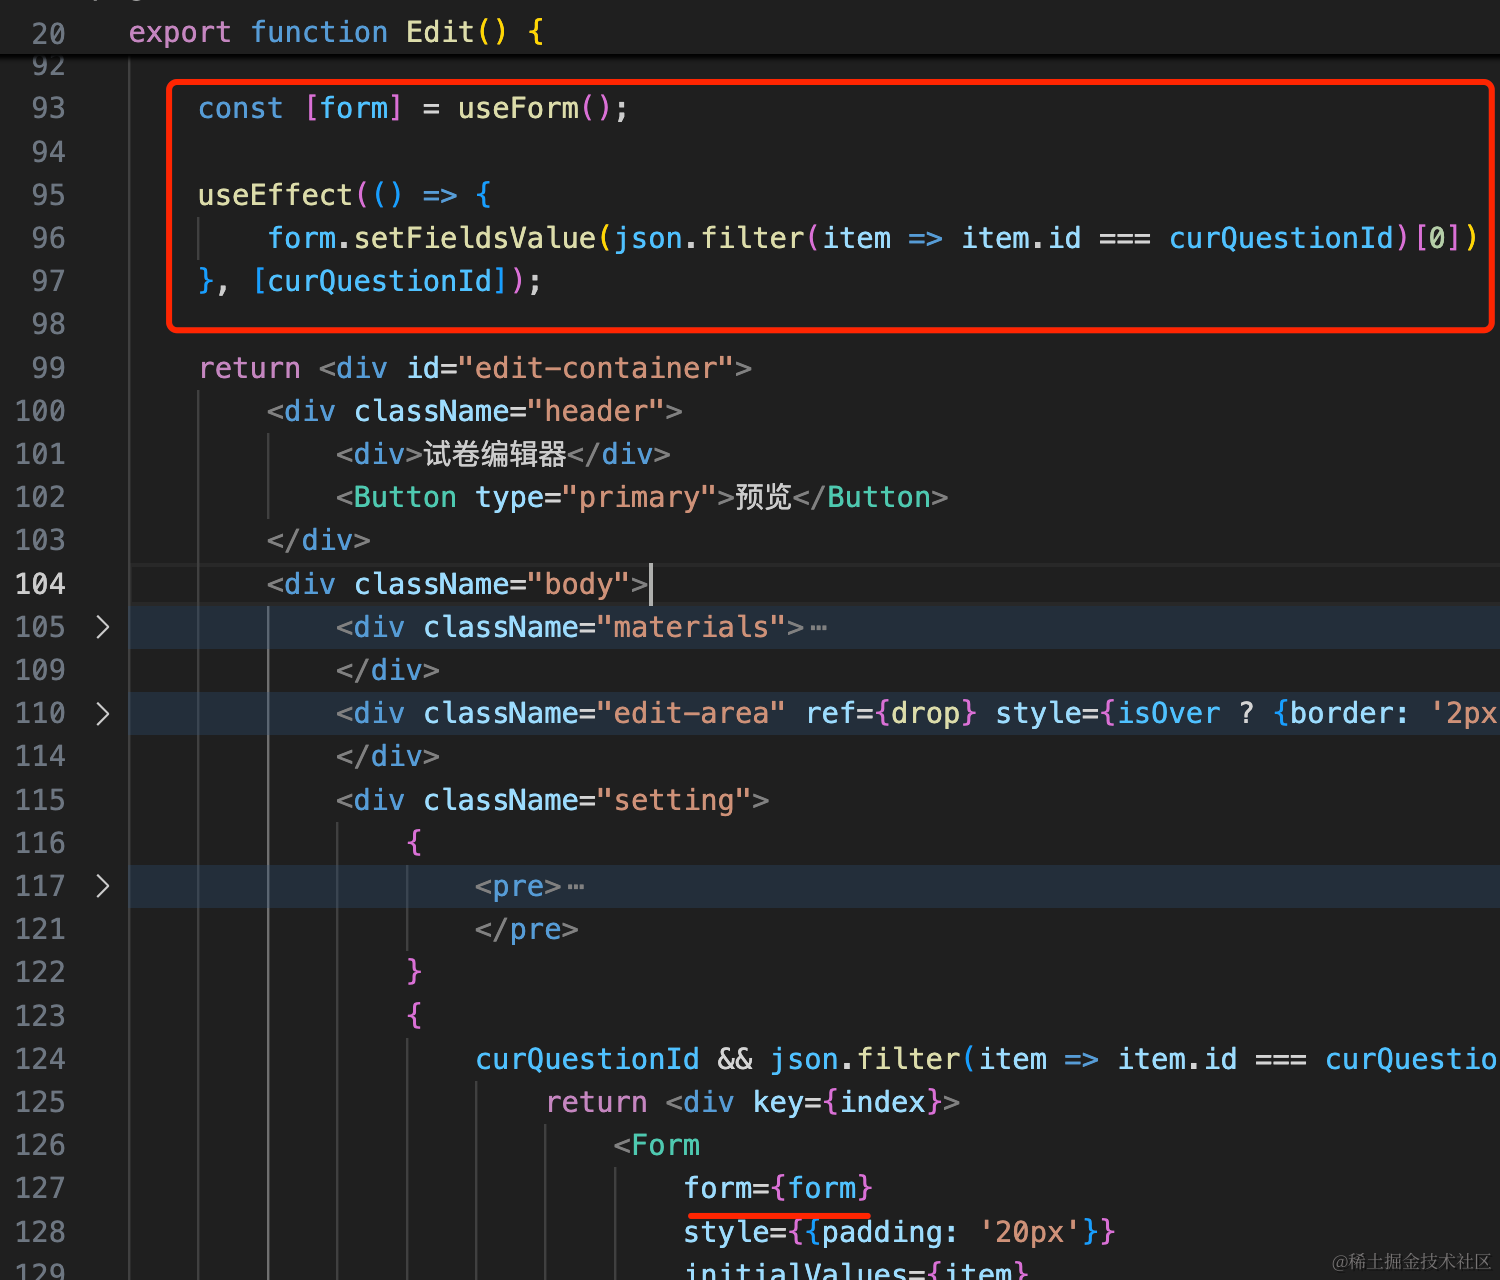 20 export function Edit() {
92
93 const [form] = useForm();
94
95 useEffect(() => {
96 form.setFieldsValue(json.filter(item => item.id === curQuestionId)[0])
97 }, [curQuestionId]);
98
99 return <div id="edit-container">
100 <div className="header">
101 <div>试卷编辑器</div>
102 <Button type="primary">预览</Button>
103 </div>
104 <div className="body">
105 <div className="materials">⋯
109 </div>
110 <div className="edit-area" ref={drop} style={isOver ? {border: '2px
114 </div>
115 <div className="setting">
116 {
117 <pre>⋯
121 </pre>
122 }
123 {
124 curQuestionId && json.filter(item => item.id === curQuestio
125 return <div key={index}>
126 <Form
127 form={form}
128 style={{padding: '20px'}}
129 initialValues={item}
@稀土掘金技术社区